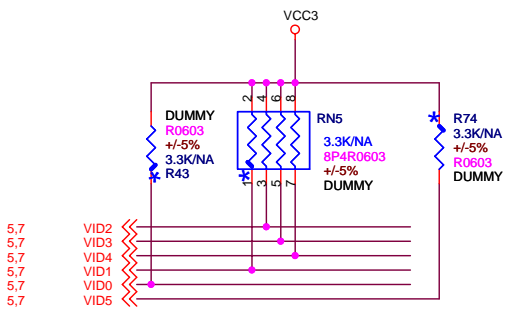 VCC3
2 4 6 8
DUMMY
R0603
+/-5%
3.3K/NA
R43
RN5
3.3K/NA
8P4R0603
+/-5%
DUMMY
R74
3.3K/NA
+/-5%
R0603
DUMMY
1 3 5 7
5,7 VID2
5,7 VID3
5,7 VID4
5,7 VID1
5,7 VID0
5,7 VID5